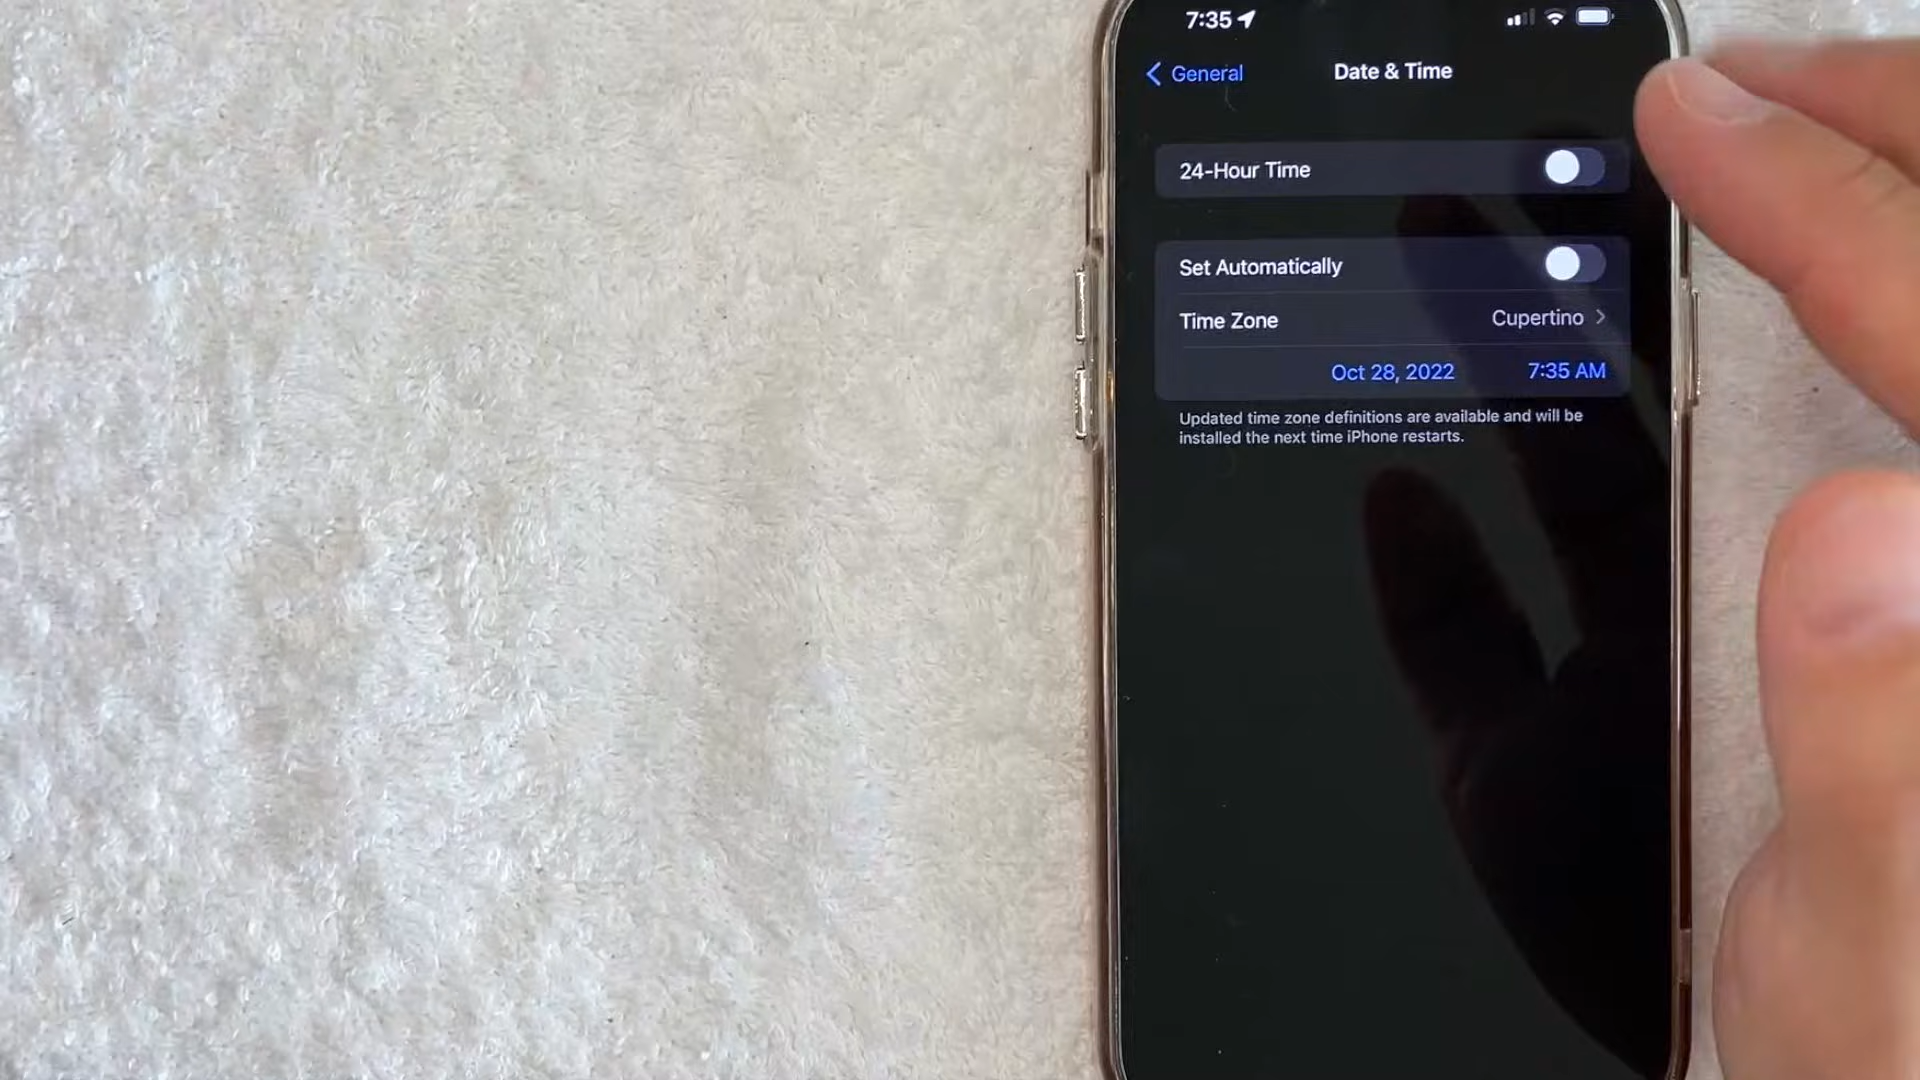 7:35
General
Date & Time
24-Hour Time
Set Automatically
Time Zone Cupertino
Oct 28, 2022 7:35 AM
Updated time zone definitions are available and will be
installed the next time iPhone restarts.